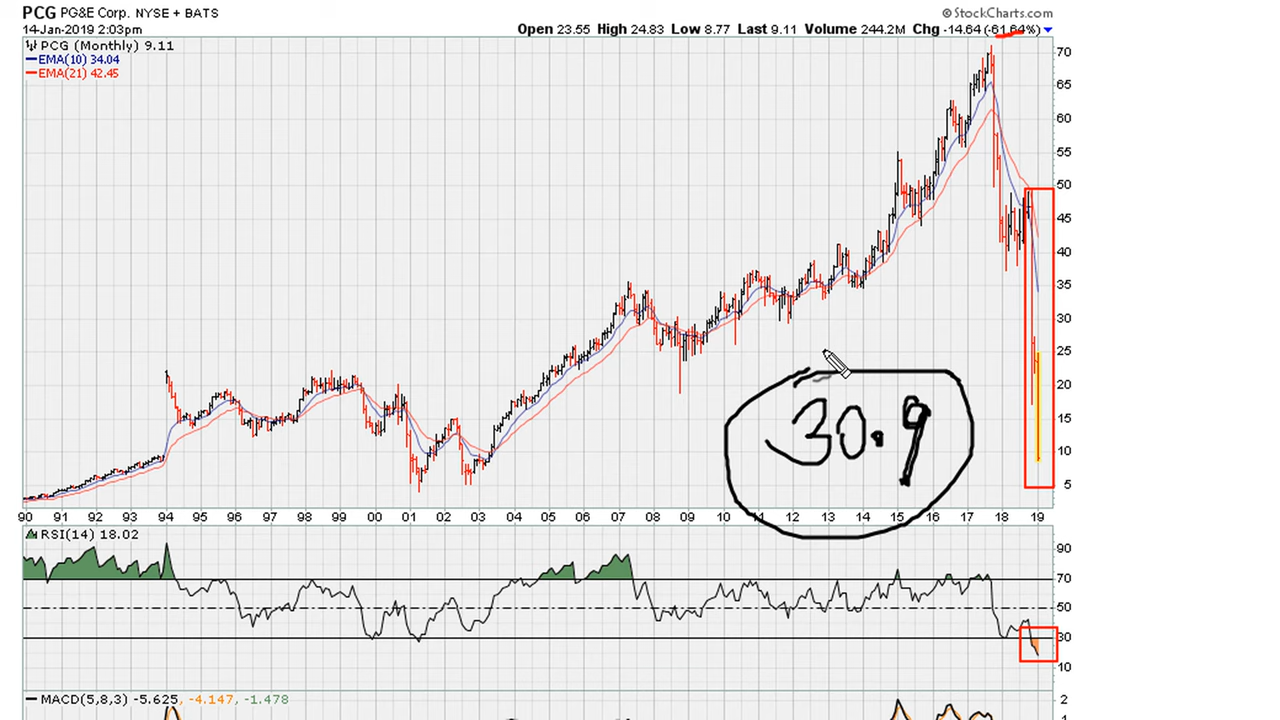 PCG PG&E Corp. NYSE + BATS © StockCharts.com
14-Jan-2019 2:03pm Open 23.55 High 24.83 Low 8.77 Last 9.11 Volume 244.2M Chg -14.64 (-61.64%)
PCG (Monthly) 9.11
EMA(10) 34.04
EMA(21) 42.45
70
65
60
55
50
45
40
35
30
25
20
15
10
5
30.9
90 91 92 93 94 95 96 97 98 99 00 01 02 03 04 05 06 07 08 09 10 11 12 13 14 15 16 17 18 19
RSI(14) 18.02
90
70
50
30
10
MACD(5,8,3) -5.625, -4.147, -1.478
2
1